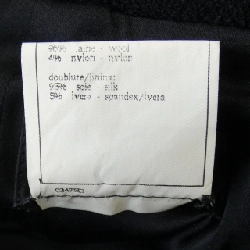 96% laine - wool
4% nylon - nylon
doublure/lining:
95% soie - silk
5% lycra - spandex/lycra